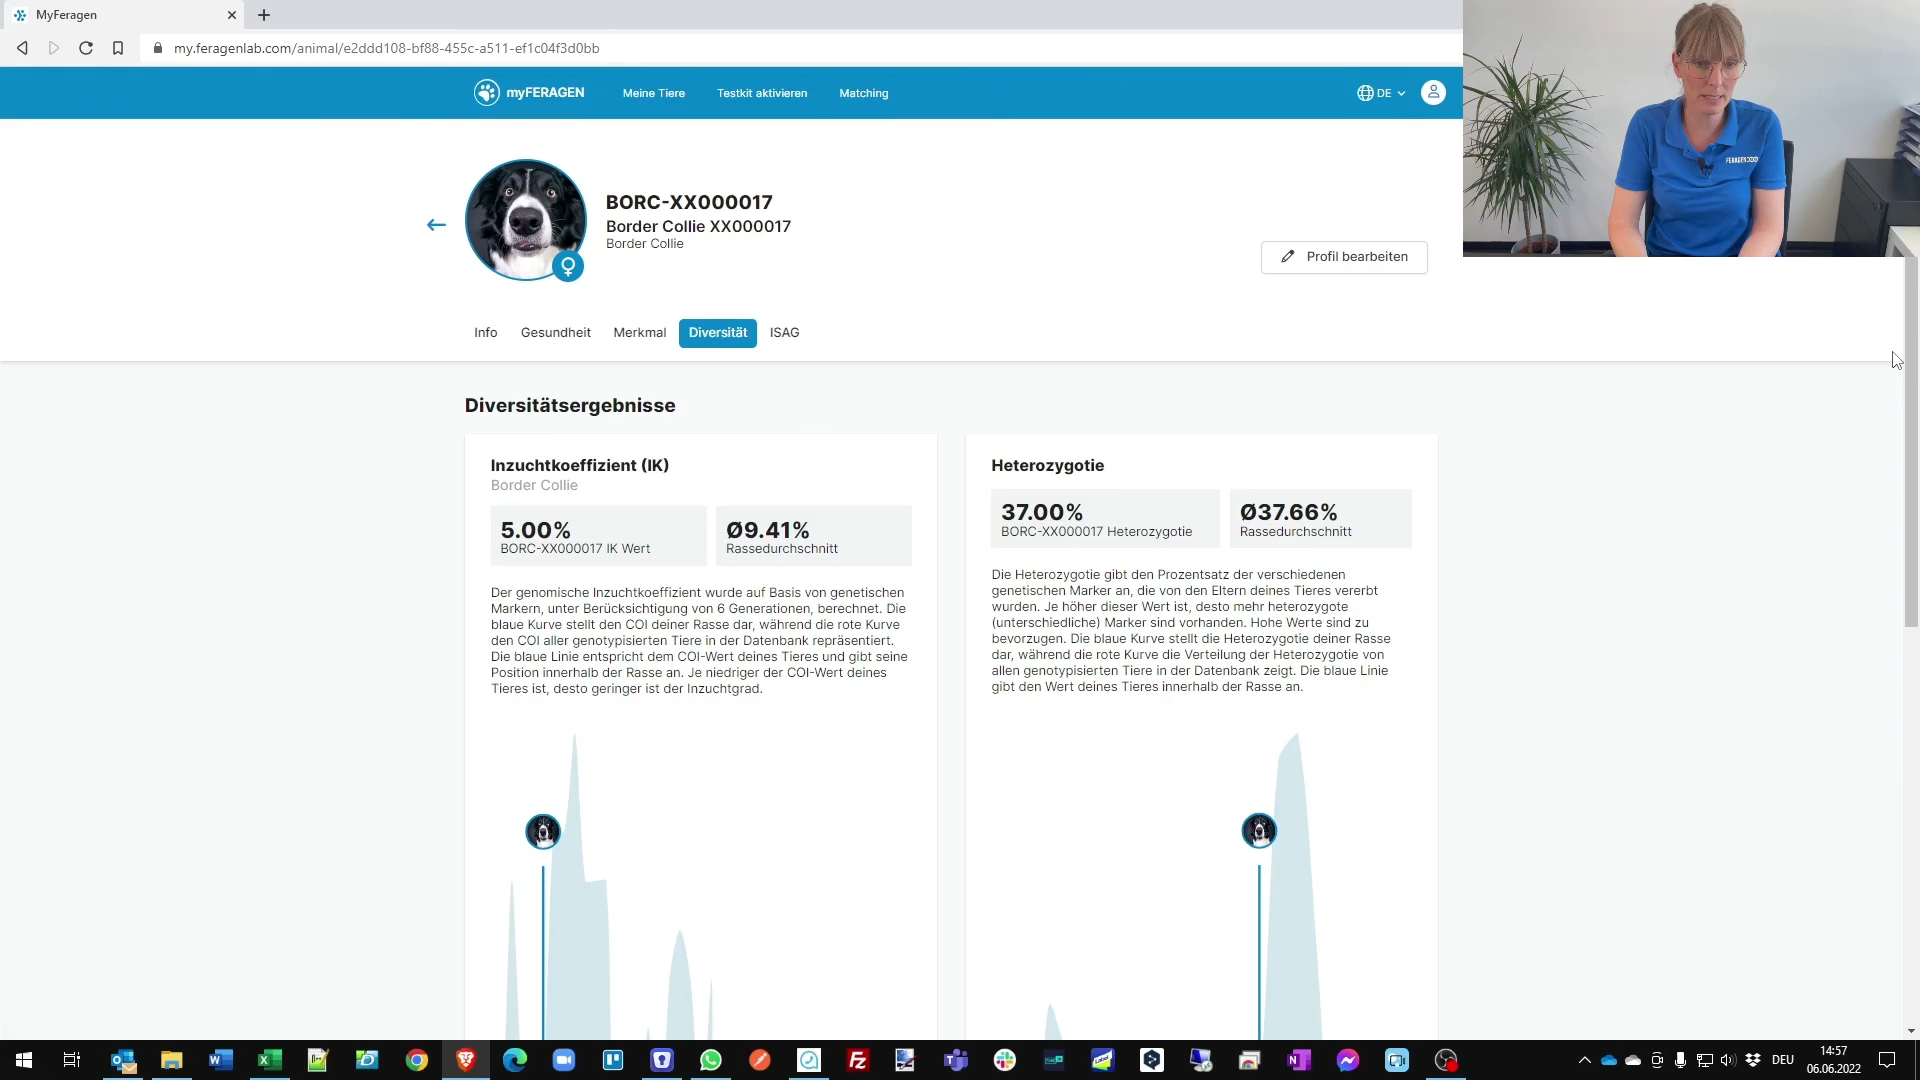 MyFeragen
my.feragenlab.com/animal/e2ddd108-bf88-455c-a511-ef1c04f3d0bb
myFERAGEN Meine Tiere Testkit aktivieren Matching DE
FERAGEN
BORC-XX000017
Border Collie XX000017
Border Collie
Profil bearbeiten
Info Gesundheit Merkmal Diversität ISAG
Diversitätsergebnisse
Inzuchtkoeffizient (IK)
Border Collie
5.00%
BORC-XX000017 IK Wert
Ø9.41%
Rassedurchschnitt
Der genomische Inzuchtkoeffizient wurde auf Basis von genetischen
Markern, unter Berücksichtigung von 6 Generationen, berechnet. Die
blaue Kurve stellt den COI deiner Rasse dar, während die rote Kurve
den COI aller genotypisierten Tiere in der Datenbank repräsentiert.
Die blaue Linie entspricht dem COI-Wert deines Tieres und gibt seine
Position innerhalb der Rasse an. Je niedriger der COI-Wert deines
Tieres ist, desto geringer ist der Inzuchtgrad.
Heterozygotie
37.00%
BORC-XX000017 Heterozygotie
Ø37.66%
Rassedurchschnitt
Die Heterozygotie gibt den Prozentsatz der verschiedenen
genetischen Marker an, die von den Eltern deines Tieres vererbt
wurden. Je höher dieser Wert ist, desto mehr heterozygote
(unterschiedliche) Marker sind vorhanden. Hohe Werte sind zu
bevorzugen. Die blaue Kurve stellt die Heterozygotie deiner Rasse
dar, während die rote Kurve die Verteilung der Heterozygotie von
allen genotypisierten Tiere in der Datenbank zeigt. Die blaue Linie
gibt den Wert deines Tieres innerhalb der Rasse an.
DEU
14:57
06.06.2022